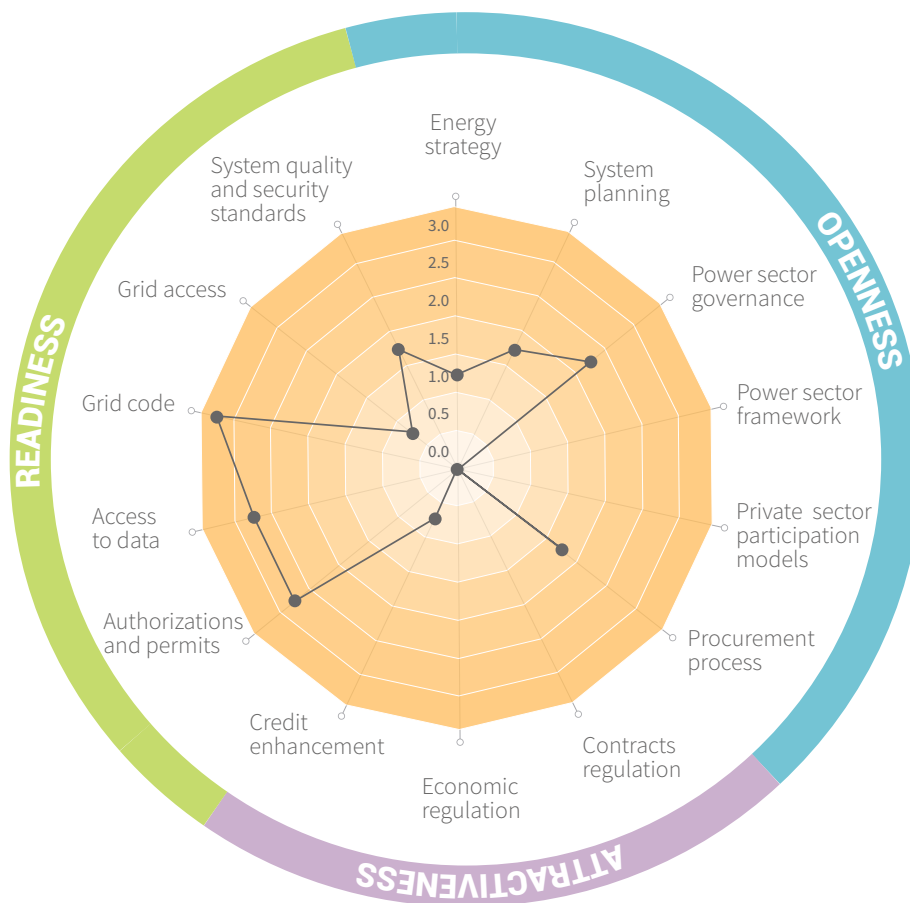 Energy
strategy
System quality
and security
standards
System
planning
OPENNESS
Grid access
Power sector
governance
3.0
2.5
2.0
1.5
1.0
0.5
0.0
READINESS
Grid code
Power sector
framework
Access
to data
Private sector
participation
models
Authorizations
and permits
Procurement
process
Credit
enhancement
Contracts
regulation
Economic
regulation
ATTRACTIVENESS